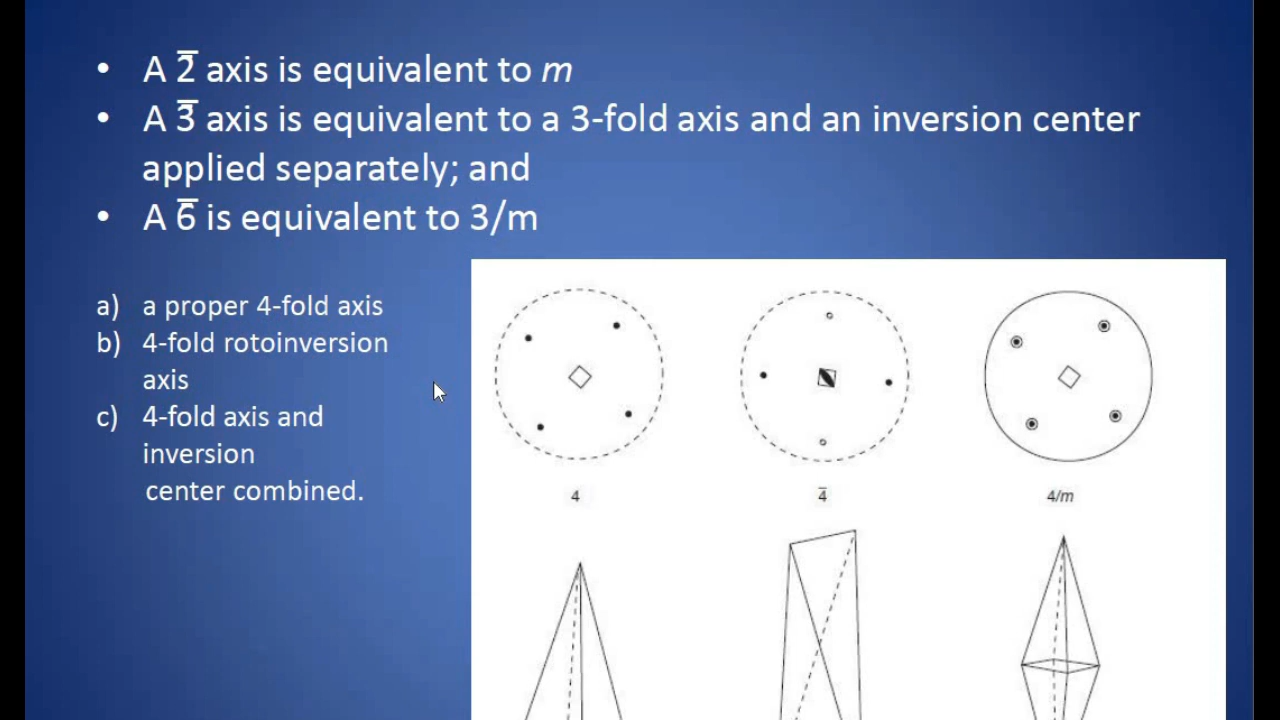 • A 2̅ axis is equivalent to m
• A 3̅ axis is equivalent to a 3-fold axis and an inversion center
applied separately; and
• A 6̅ is equivalent to 3/m
a) a proper 4-fold axis
b) 4-fold rotoinversion
axis
c) 4-fold axis and
inversion
center combined.
4
4̅
4/m